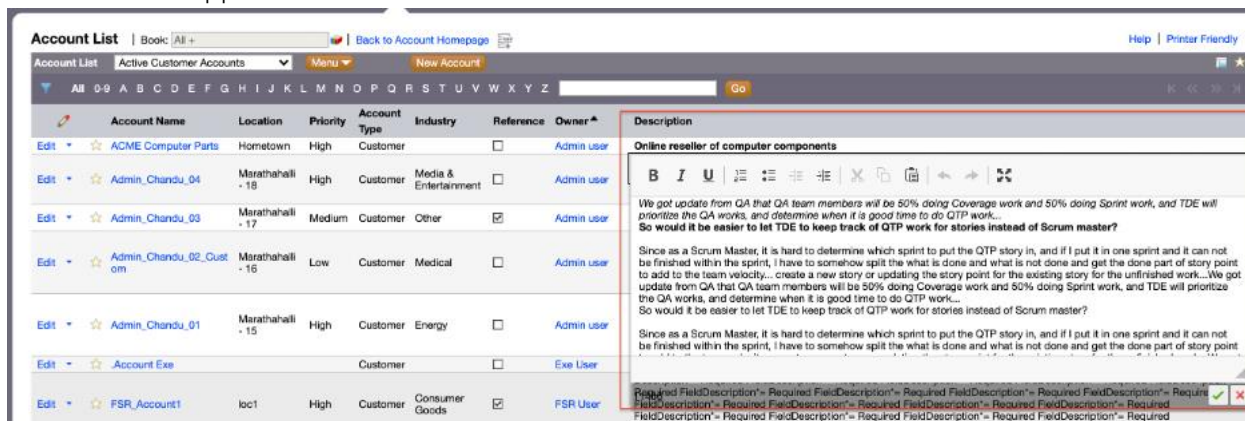 Account List | Book: All + | Back to Account Homepage
Help | Printer Friendly
Account List Active Customer Accounts Menu New Account
All 0-9 A B C D E F G H I J K L M N O P Q R S T U V W X Y Z Go
Account Name Location Priority Account Type Industry Reference Owner Description
Edit ACME Computer Parts Hometown High Customer Admin user Online reseller of computer components
Edit Admin_Chandu_04 Marathahalli - 18 High Customer Media & Entertainment Admin user
Edit Admin_Chandu_03 Marathahalli - 17 Medium Customer Other Admin user
Edit Admin_Chandu_02_Custom Marathahalli - 16 Low Customer Medical Admin user
Edit Admin_Chandu_01 Marathahalli - 15 High Customer Energy Admin user
Edit .Account Exe Customer Exe User
Edit FSR_Account1 loc1 High Customer Consumer Goods FSR User
B I U
We got update from QA that QA team members will be 50% doing Coverage work and 50% doing Sprint work, and TDE will
prioritize the QA works, and determine when it is good time to do QTP work...
So would it be easier to let TDE to keep track of QTP work for stories instead of Scrum master?
Since as a Scrum Master, it is hard to determine which sprint to put the QTP story in, and if I put it in one sprint and it can not
be finished within the sprint, I have to somehow split the what is done and what is not done and get the done part of story point
to add to the team velocity... create a new story or updating the story point for the existing story for the unfinished work...We got
update from QA that QA team members will be 50% doing Coverage work and 50% doing Sprint work, and TDE will prioritize
the QA works, and determine when it is good time to do QTP work...
So would it be easier to let TDE to keep track of QTP work for stories instead of Scrum master?
Since as a Scrum Master, it is hard to determine which sprint to put the QTP story in, and if I put it in one sprint and it can not
be finished within the sprint, I have to somehow split the what is done and what is not done and get the done part of story point
Required FieldDescription*= Required FieldDescription*= Required FieldDescription*= Required FieldDescription*= Require
FieldDescription*= Required FieldDescription*= Required FieldDescription*= Required FieldDescription*= Required
FieldDescription*= Required FieldDescription*= Required FieldDescription*= Required FieldDescription*= Required